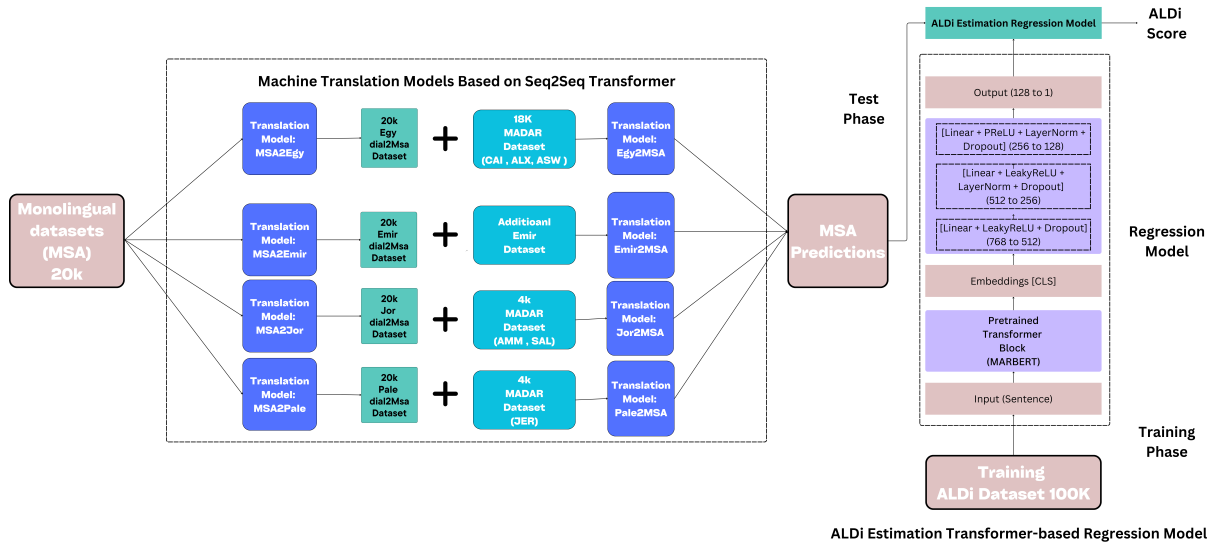 Machine Translation Models Based on Seq2Seq Transformer
Monolingual
datasets
(MSA)
20k
Translation
Model:
MSA2Egy
20k
Egy
dial2Msa
Dataset
+
18K
MADAR
Dataset
(CAI , ALX, ASW )
Translation
Model:
Egy2MSA
Translation
Model:
MSA2Emir
20k
Emir
dial2Msa
Dataset
+
Additioanl
Emir
Dataset
Translation
Model:
Emir2MSA
Translation
Model:
MSA2Jor
20k
Jor
dial2Msa
Dataset
+
4k
MADAR
Dataset
(AMM , SAL)
Translation
Model:
Jor2MSA
Translation
Model:
MSA2Pale
20k
Pale
dial2Msa
Dataset
+
4k
MADAR
Dataset
(JER)
Translation
Model:
Pale2MSA
MSA
Predictions
Test
Phase
ALDi Estimation Regression Model
ALDi
Score
Output (128 to 1)
[Linear + PReLU + LayerNorm +
Dropout] (256 to 128)
[Linear + LeakyReLU +
LayerNorm + Dropout]
(512 to 256)
[Linear + LeakyReLU + Dropout]
(768 to 512)
Regression
Model
Embeddings [CLS]
Pretrained
Transformer
Block
(MARBERT)
Input (Sentence)
Training
Phase
Training
ALDi Dataset 100K
ALDi Estimation Transformer-based Regression Model